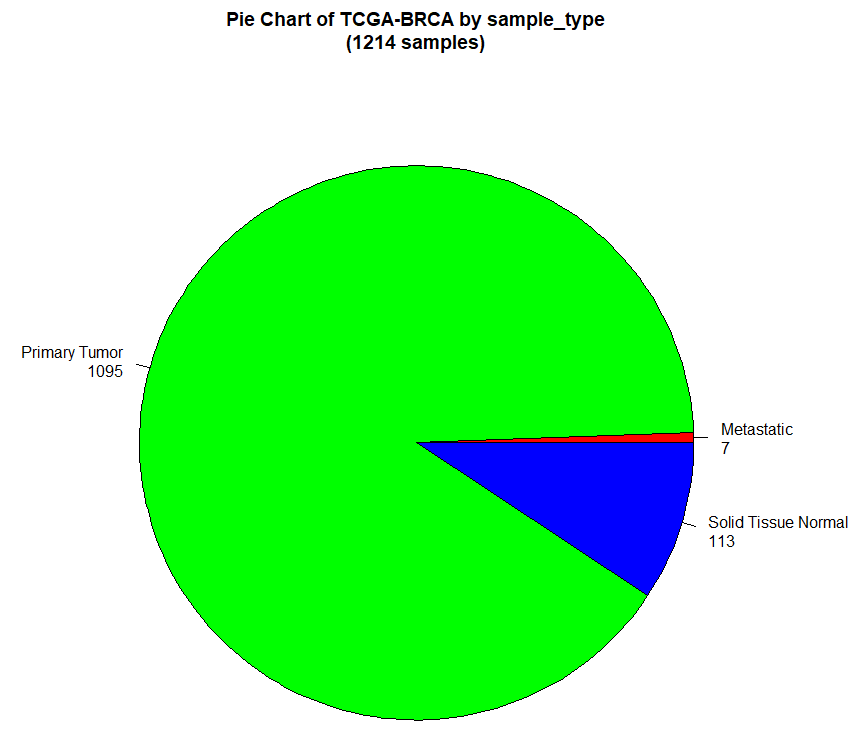 Pie Chart of TCGA-BRCA by sample_type
(1214 samples)
Primary Tumor
1095
Metastatic
7
Solid Tissue Normal
113